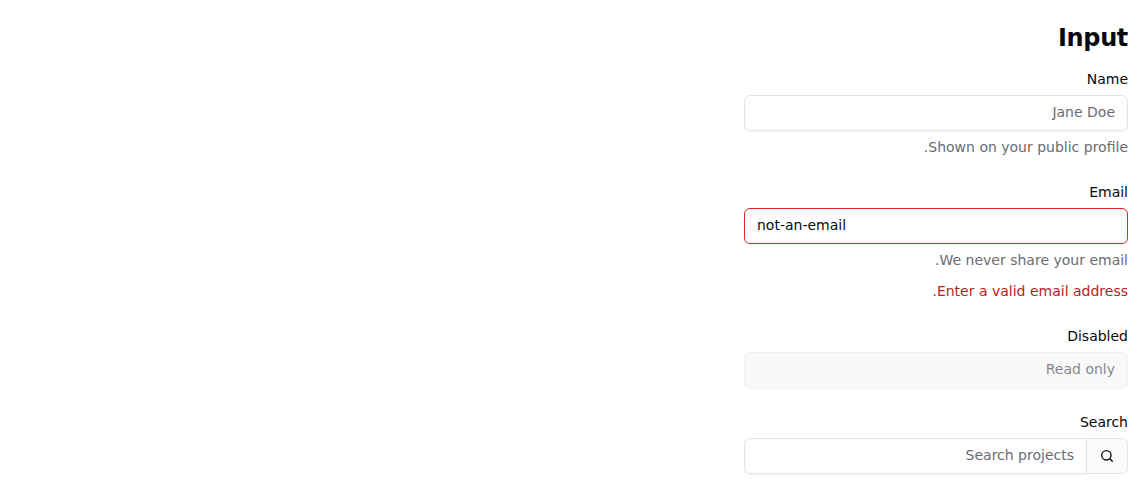 Input
Name
Jane Doe
.Shown on your public profile
Email
not-an-email
.We never share your email
.Enter a valid email address
Disabled
Read only
Search
Search projects